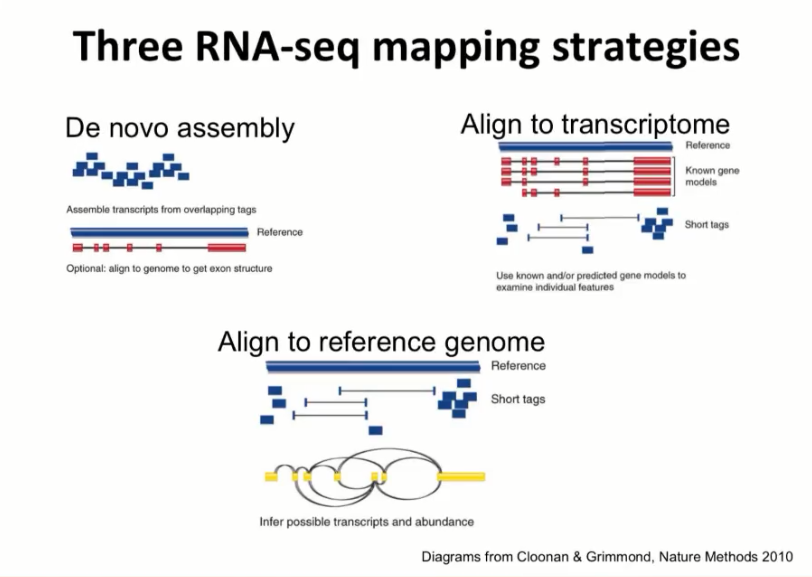 Three RNA-seq mapping strategies
De novo assembly
Assemble transcripts from overlapping tags
Reference
Optional: align to genome to get exon structure
Align to transcriptome
Reference
Known gene
models
Short tags
Use known and/or predicted gene models to
examine individual features
Align to reference genome
Reference
Short tags
Infer possible transcripts and abundance
Diagrams from Cloonan & Grimmond, Nature Methods 2010